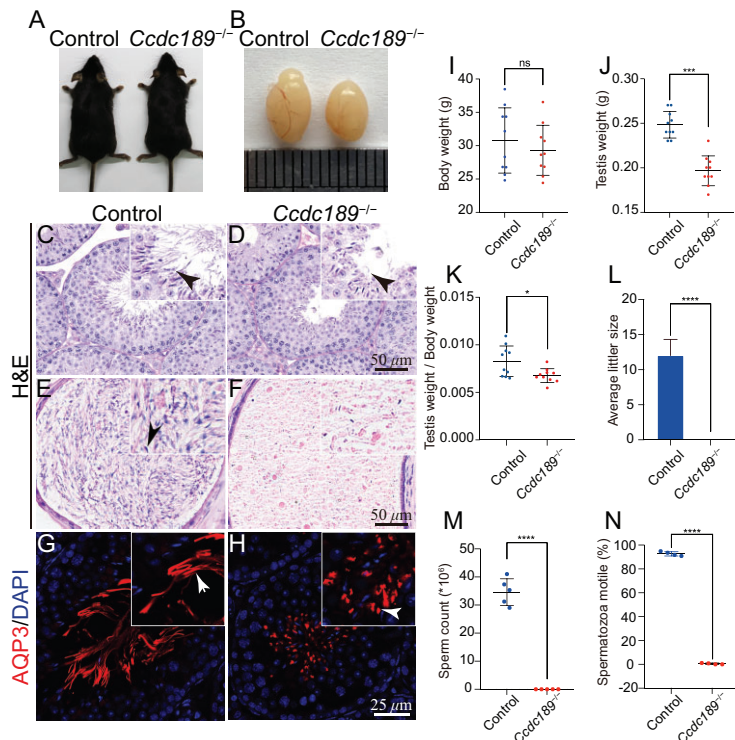 A
Control Ccdc189⁻/⁻
B
Control Ccdc189⁻/⁻
Control
Ccdc189⁻/⁻
H&E
C
D
50 µm
E
F
50 µm
AQP3/DAPI
G
H
25 µm
I
ns
Body weight (g)
40
35
30
25
20
Control
Ccdc189⁻/⁻
J
***
Testis weight (g)
0.30
0.25
0.20
0.15
0.10
Control
Ccdc189⁻/⁻
K
*
Testis weight / Body weight
0.015
0.010
0.005
0.000
Control
Ccdc189⁻/⁻
L
****
Average littler size
20
15
10
5
0
Control
Ccdc189⁻/⁻
M
****
Sperm count (*10⁶)
50
40
30
20
10
0
Control
Ccdc189⁻/⁻
N
****
Spermatozoa motile (%)
100
80
60
40
20
0
-20
Control
Ccdc189⁻/⁻